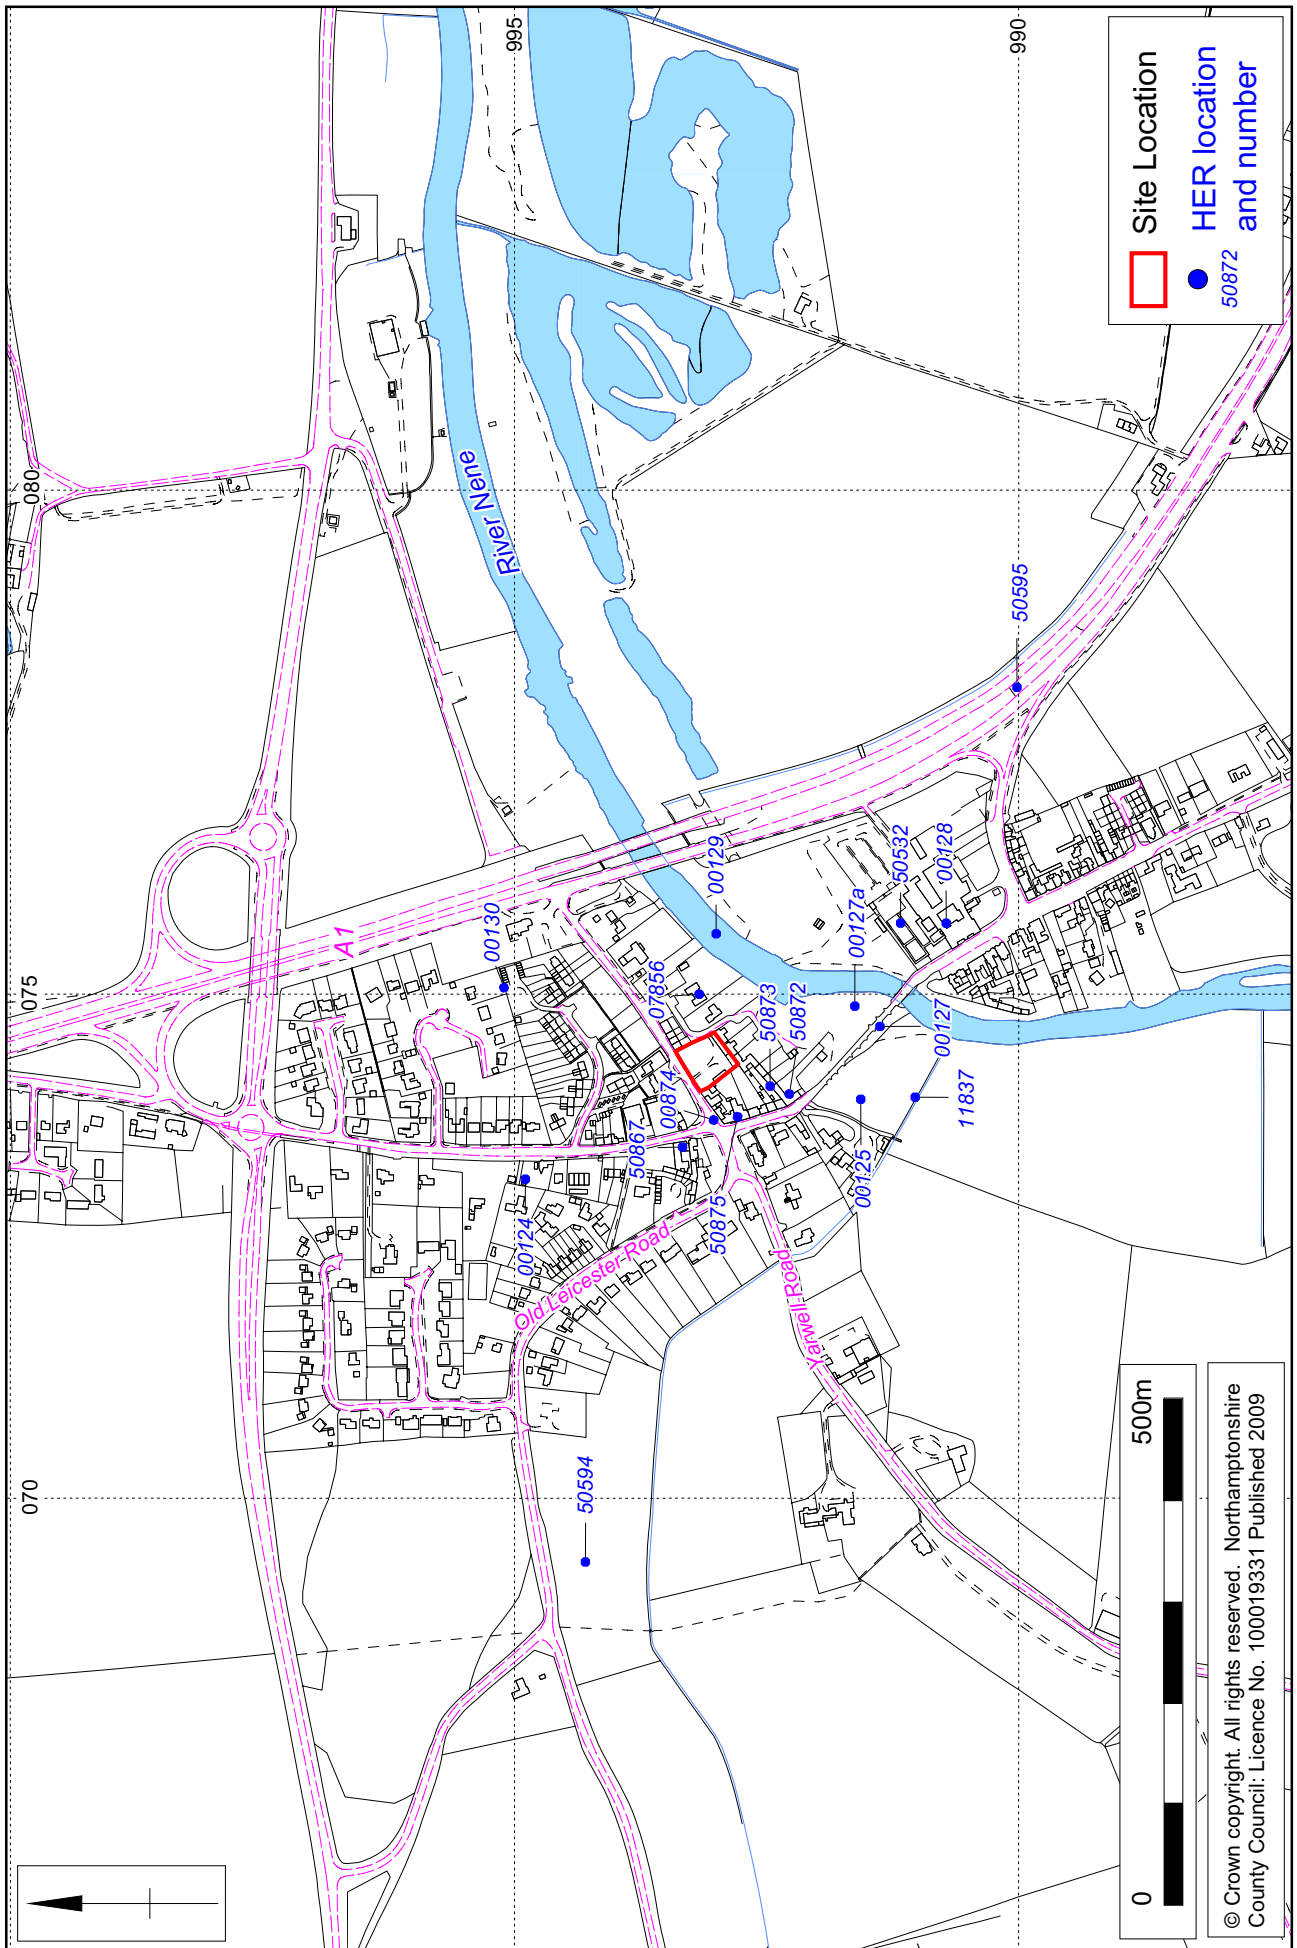 995
990
080
075
070
River Nene
A1
Old Leicester Road
Yarwell Road
00130
00129
07856
50873
50872
00127a
50532
00128
00127
11837
00125
00874
50867
50875
00124
50594
50595
Site Location
HER location
and number
50872
0
500m
© Crown copyright. All rights reserved. Northamptonshire
County Council: Licence No. 100019331 Published 2009